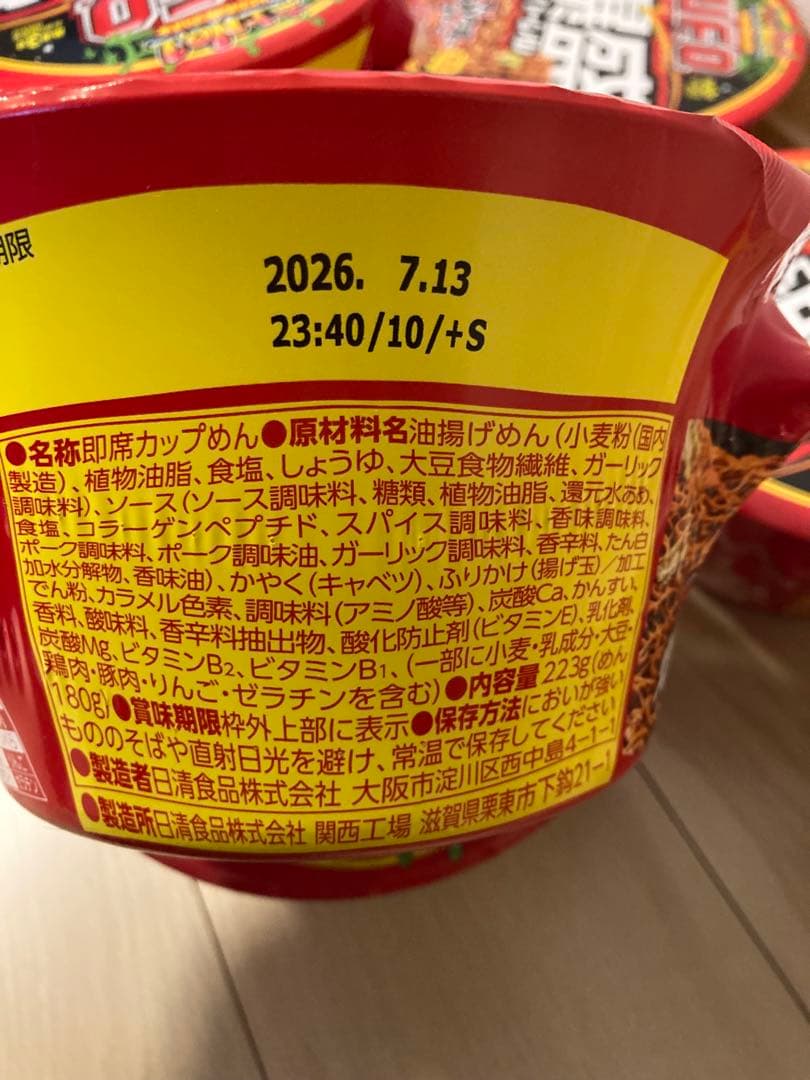 UFO
期限
2026. 7.13
23:40/10/+S
●名称即席カップめん●原材料名油揚げめん(小麦粉(国内
製造)、植物油脂、食塩、しょうゆ、大豆食物繊維、ガーリック
調味料)、ソース(ソース調味料、糖類、植物油脂、還元水あめ、
食塩、コラーゲンペプチド、スパイス調味料、香味調味料、
ポーク調味料、ポーク調味油、ガーリック調味料、香辛料、たん白
加水分解物、香味油)、かやく(キャベツ)、ふりかけ(揚げ玉)/加工
でん粉、カラメル色素、調味料(アミノ酸等)、炭酸Ca、かんすい、
香料、酸味料、香辛料抽出物、酸化防止剤(ビタミンE)、乳化剤、
炭酸Mg、ビタミンB2、ビタミンB1、(一部に小麦・乳成分・大豆・
鶏肉・豚肉・りんご・ゼラチンを含む)●内容量223g(めん
180g)●賞味期限枠外上部に表示●保存方法においが強い
もののそばや直射日光を避け、常温で保存してください
●製造者日清食品株式会社 大阪市淀川区西中島4-1-1
●製造所日清食品株式会社 関西工場 滋賀県栗東市下鈎21-1